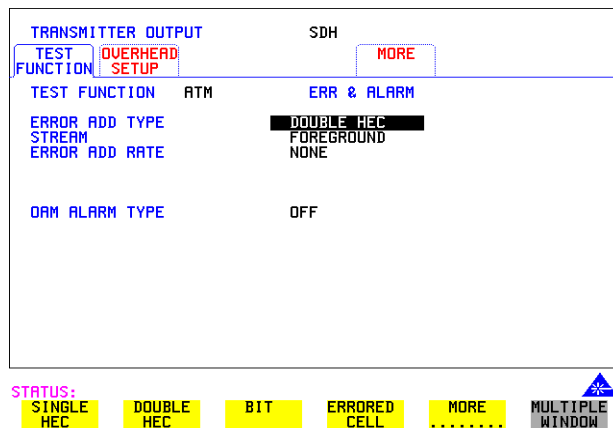 TRANSMITTER OUTPUT SDH
TEST FUNCTION OVERHEAD SETUP MORE
TEST FUNCTION ATM ERR & ALARM
ERROR ADD TYPE DOUBLE HEC
STREAM FOREGROUND
ERROR ADD RATE NONE
OAM ALARM TYPE OFF
STATUS:
SINGLE HEC DOUBLE HEC BIT ERRORED CELL MORE ........ MULTIPLE WINDOW